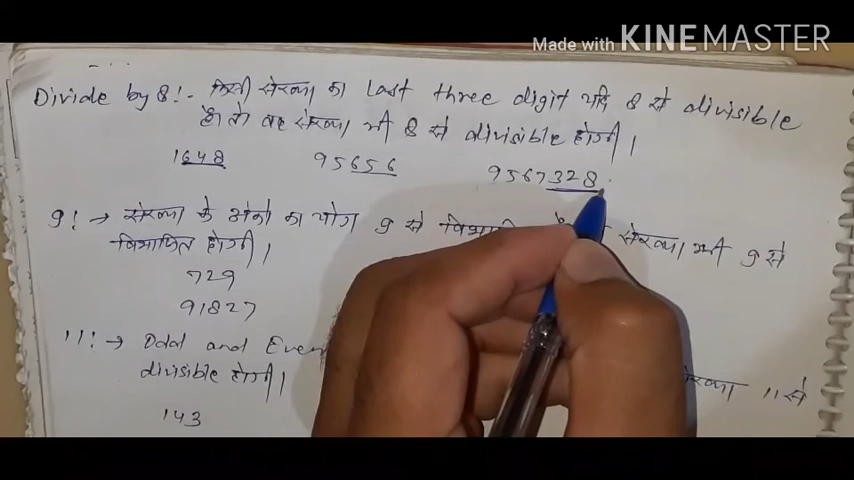 Made with KINEMASTER
Divide by 8!- किसी संख्या का Last three digit यदि 8 से divisible
हो तो वह संख्या भी 8 से divisible होगी।
1648 95656 9567328
9!→ संख्या के अंको का योग 9 से संख्या भी 9 से
विभाजित होगी।
729
91827
11!→ Odd and Even 11 से
divisible होगी।
143